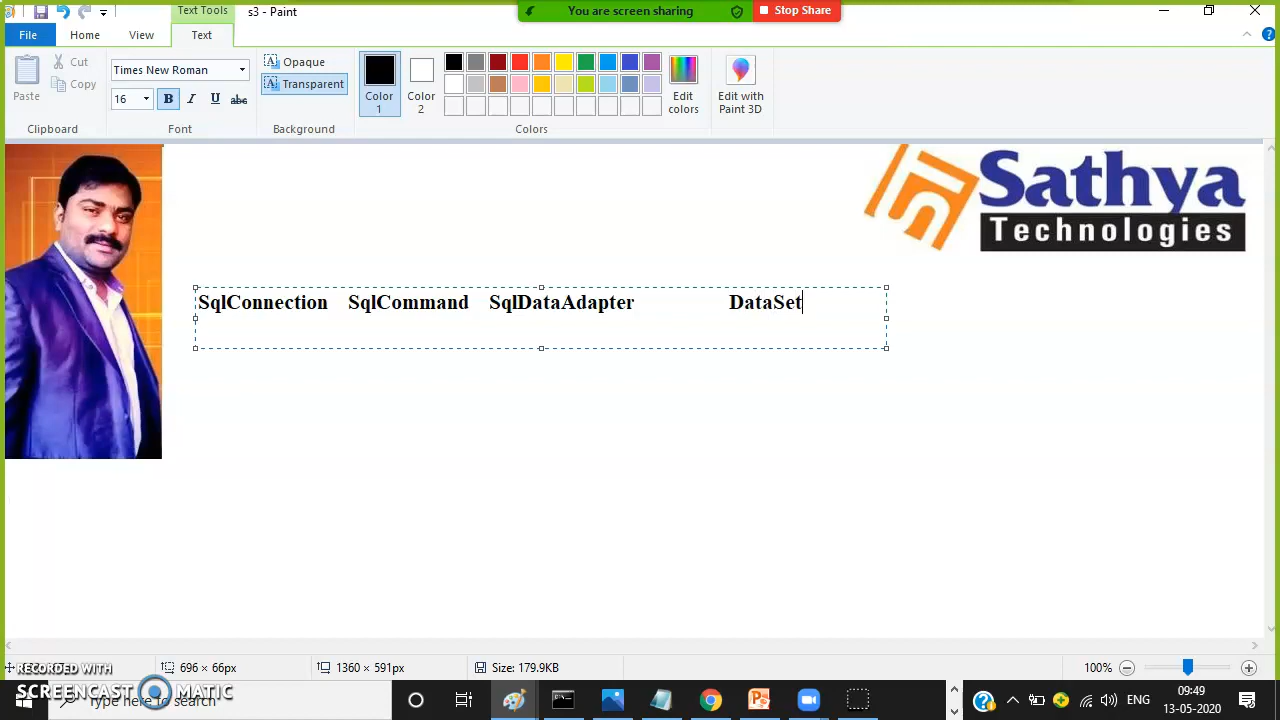 s3 - Paint
Text Tools
You are screen sharing
Stop Share
File
Home
View
Text
Paste
Cut
Copy
Clipboard
Times New Roman
16
B
I
U
abc
Font
Opaque
Transparent
Background
Color 1
Color 2
Edit colors
Colors
Edit with Paint 3D
Sathya
Technologies
SqlConnection SqlCommand SqlDataAdapter DataSet
696 × 66px
1360 × 591px
Size: 179.9KB
100%
RECORDED WITH
SCREENCAST MATIC
Type here to search
ENG
09:49
13-05-2020